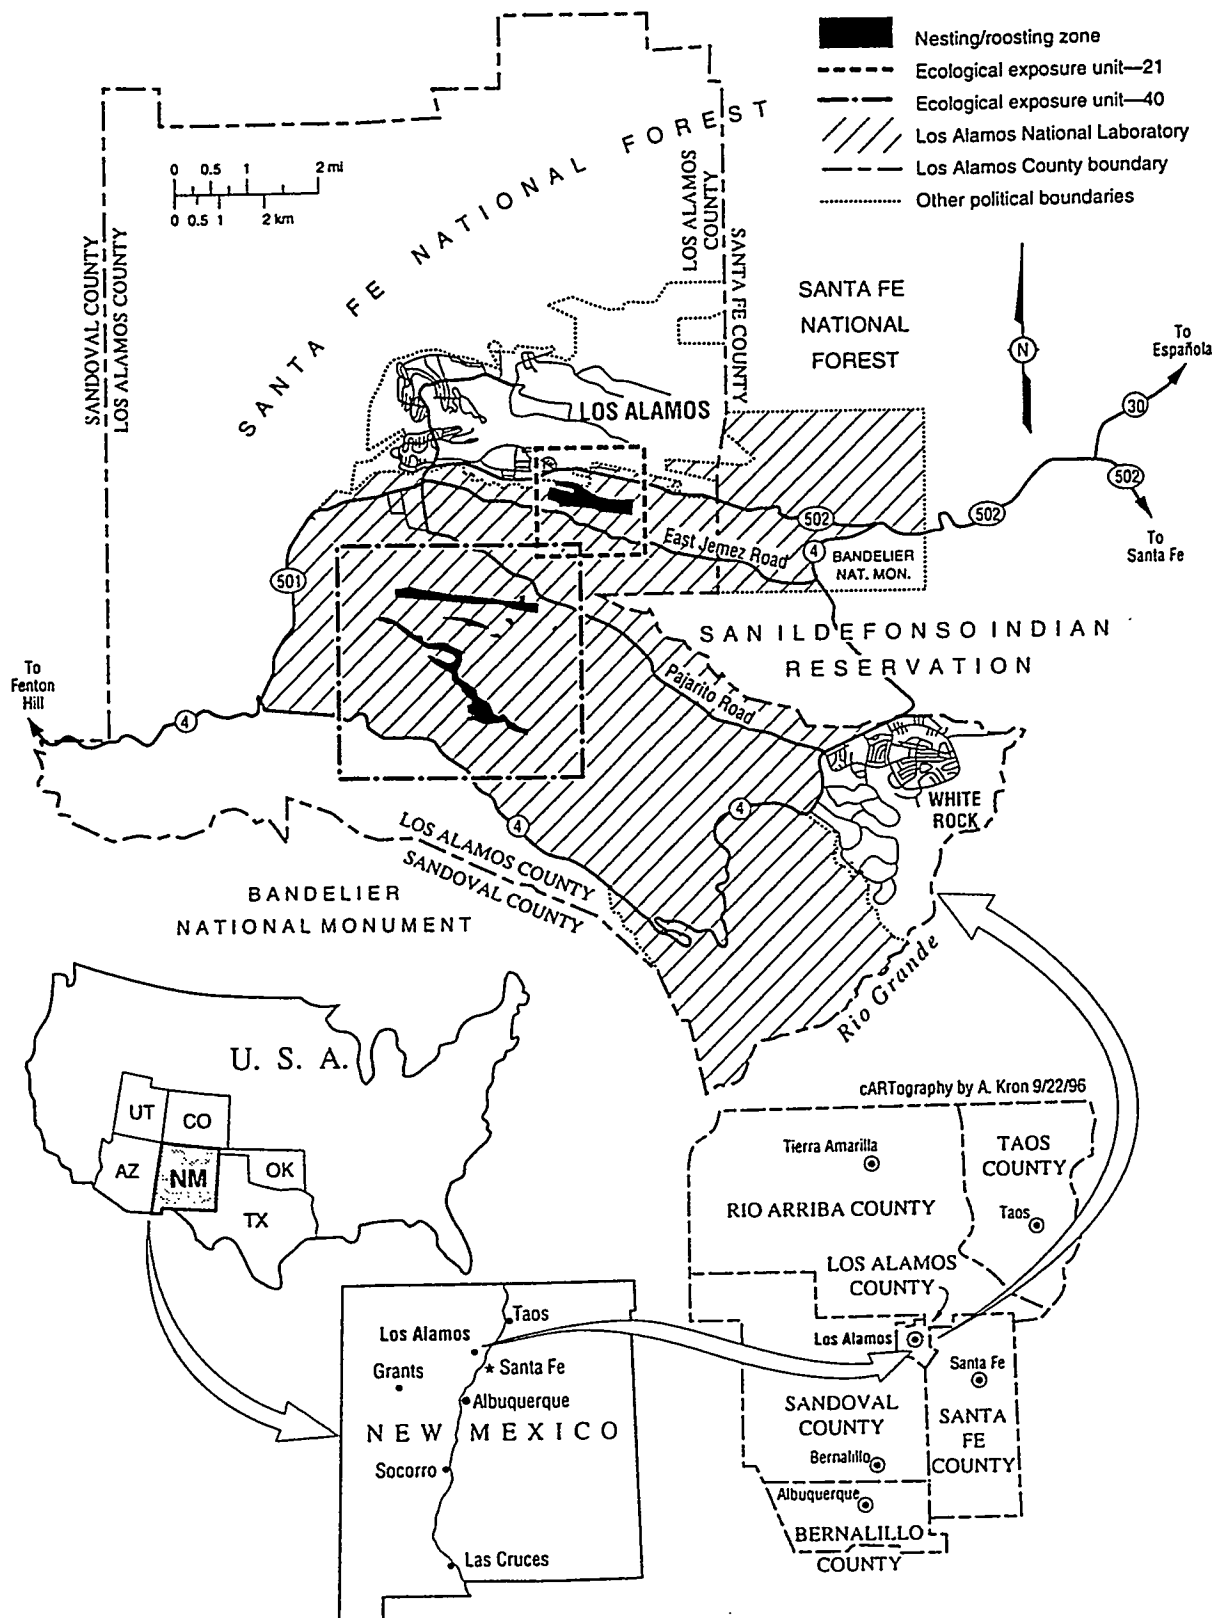 Nesting/roosting zone
Ecological exposure unit—21
Ecological exposure unit—40
Los Alamos National Laboratory
Los Alamos County boundary
Other political boundaries
0 0.5 1 2 mi
0 0.5 1 2 km
SANTA FE NATIONAL FOREST
SANDOVAL COUNTY
LOS ALAMOS COUNTY
LOS ALAMOS
COUNTY
SANTA FE COUNTY
SANTA FE
NATIONAL
FOREST
N
To
Española
30
LOS ALAMOS
502
502
502
To
Santa Fe
East Jemez Road
4
BANDELIER
NAT. MON.
501
SAN ILDEFONSO INDIAN
RESERVATION
Pajarito Road
To
Fenton
Hill
4
WHITE
ROCK
4
4
LOS ALAMOS COUNTY
SANDOVAL COUNTY
BANDELIER
NATIONAL MONUMENT
Rio Grande
cARTography by A. Kron 9/22/96
U. S. A.
UT
CO
AZ
NM
OK
TX
Tierra Amarilla
TAOS
COUNTY
RIO ARRIBA COUNTY
Taos
LOS ALAMOS
COUNTY
Los Alamos
Santa Fe
SANDOVAL
COUNTY
SANTA
FE
COUNTY
Bernalillo
Albuquerque
BERNALILLO
COUNTY
Taos
Los Alamos
Grants
Santa Fe
Albuquerque
NEW MEXICO
Socorro
Las Cruces